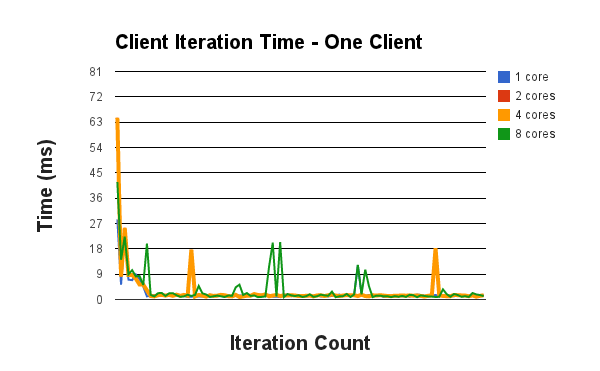 Client Iteration Time - One Client
81
72
63
54
45
36
27
18
9
0
Time (ms)
Iteration Count
1 core
2 cores
4 cores
8 cores